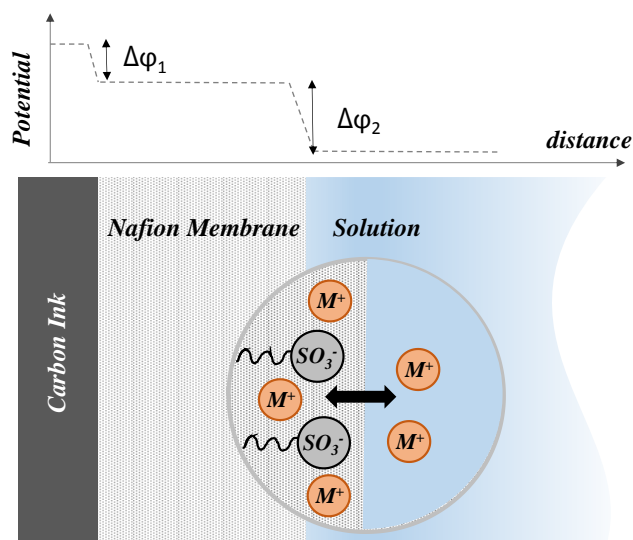 Potential
Δφ₁
Δφ₂
distance
Nafion Membrane
Solution
Carbon Ink
M⁺
SO₃⁻
M⁺
M⁺
SO₃⁻
M⁺
M⁺